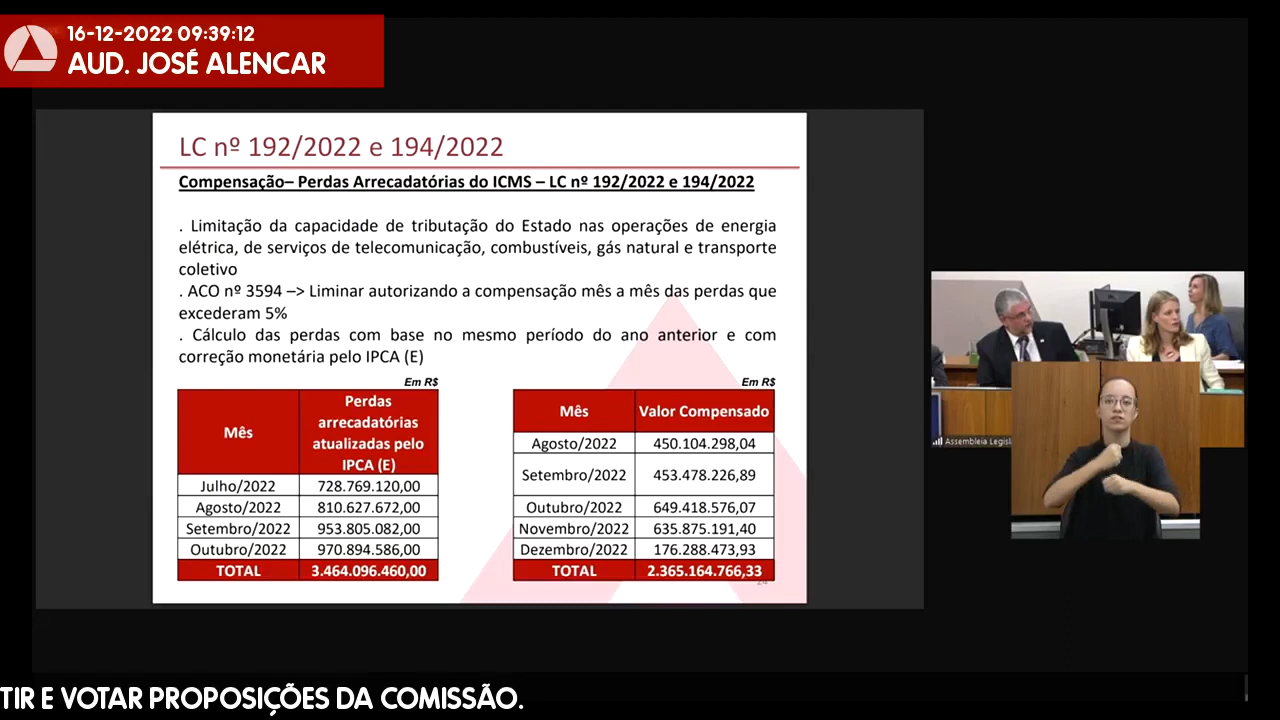 16-12-2022 09:39:12
AUD. JOSÉ ALENCAR
LC nº 192/2022 e 194/2022
Compensação– Perdas Arrecadatórias do ICMS – LC nº 192/2022 e 194/2022
. Limitação da capacidade de tributação do Estado nas operações de energia
elétrica, de serviços de telecomunicação, combustíveis, gás natural e transporte
coletivo
. ACO nº 3594 –> Liminar autorizando a compensação mês a mês das perdas que
excederam 5%
. Cálculo das perdas com base no mesmo período do ano anterior e com
correção monetária pelo IPCA (E)
Em R$
Mês Perdas
arrecadatórias
atualizadas pelo
IPCA (E)
Julho/2022 728.769.120,00
Agosto/2022 810.627.672,00
Setembro/2022 953.805.082,00
Outubro/2022 970.894.586,00
TOTAL 3.464.096.460,00
Em R$
Mês Valor Compensado
Agosto/2022 450.104.298,04
Setembro/2022 453.478.226,89
Outubro/2022 649.418.576,07
Novembro/2022 635.875.191,40
Dezembro/2022 176.288.473,93
TOTAL 2.365.164.766,33
24
Assembleia Legisl
TIR E VOTAR PROPOSIÇÕES DA COMISSÃO.